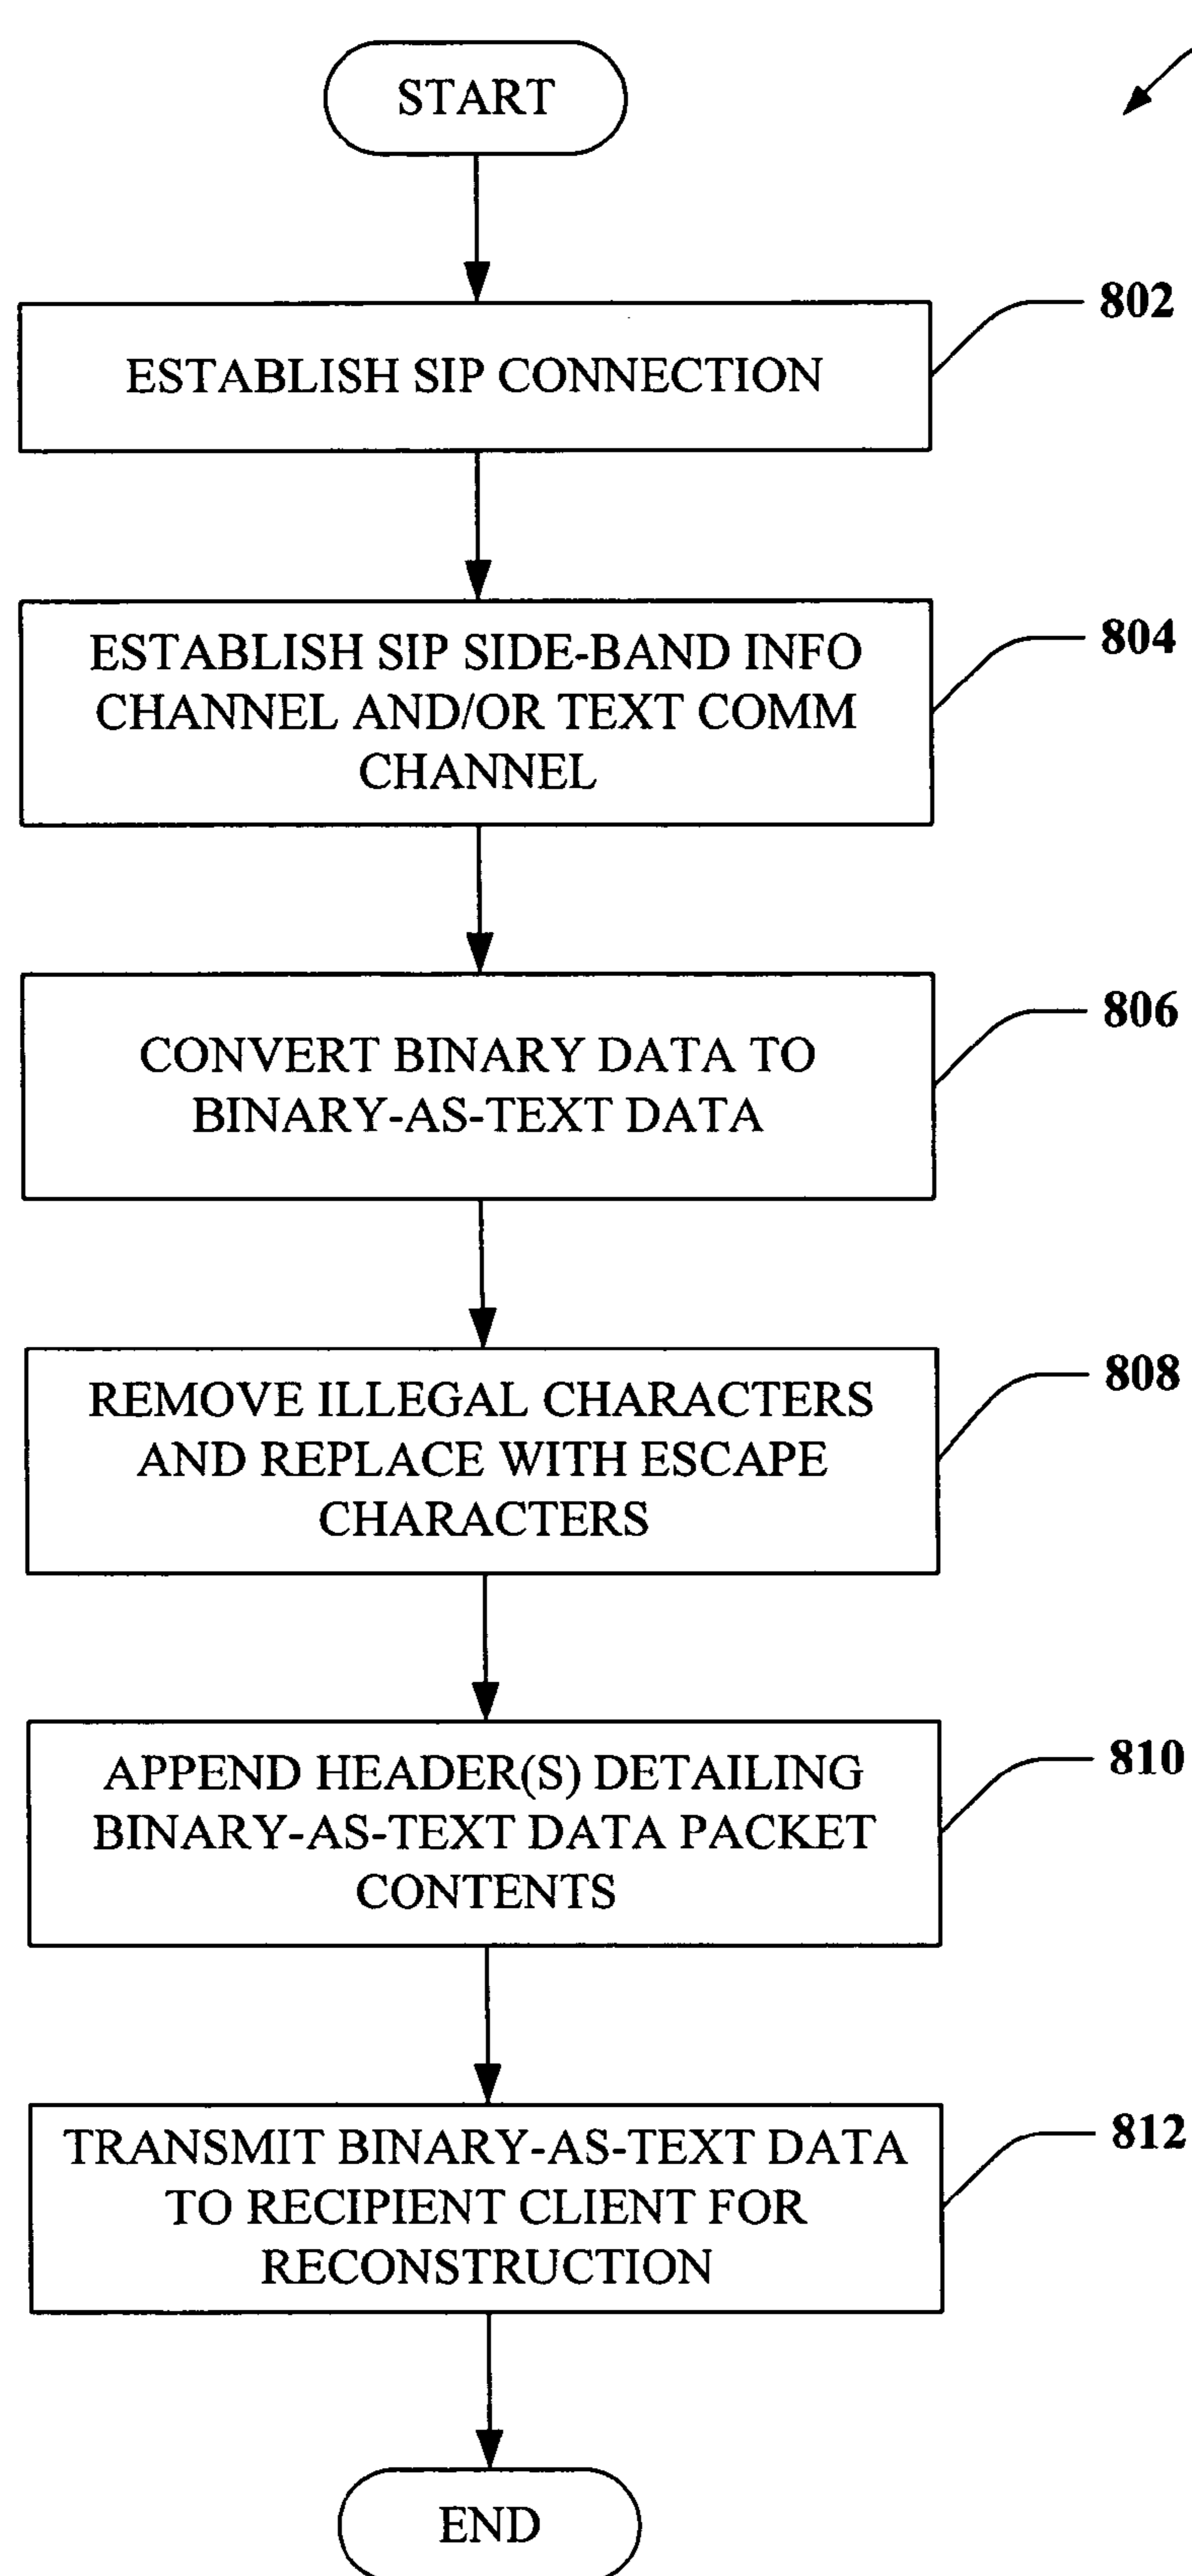 START
802
ESTABLISH SIP CONNECTION
804
ESTABLISH SIP SIDE-BAND INFO
CHANNEL AND/OR TEXT COMM
CHANNEL
806
CONVERT BINARY DATA TO
BINARY-AS-TEXT DATA
808
REMOVE ILLEGAL CHARACTERS
AND REPLACE WITH ESCAPE
CHARACTERS
810
APPEND HEADER(S) DETAILING
BINARY-AS-TEXT DATA PACKET
CONTENTS
812
TRANSMIT BINARY-AS-TEXT DATA
TO RECIPIENT CLIENT FOR
RECONSTRUCTION
END